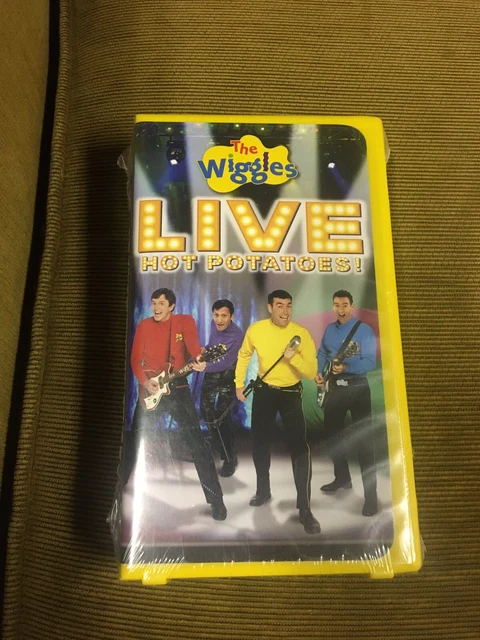 The
Wiggles
LIVE
HOT POTATOES!